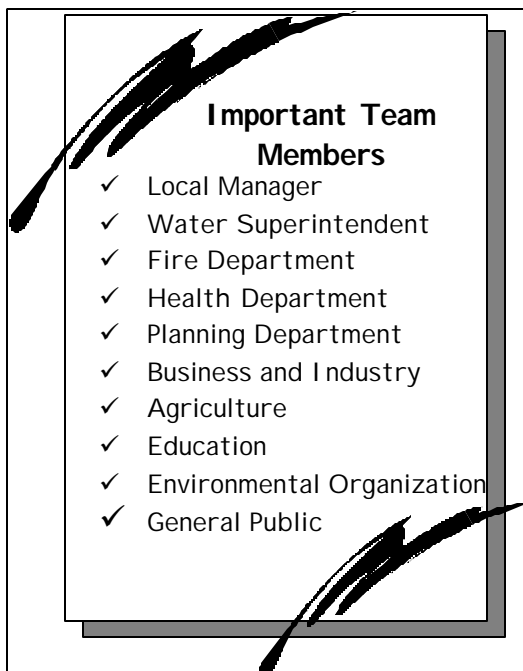 Important Team
Members
✓ Local Manager
✓ Water Superintendent
✓ Fire Department
✓ Health Department
✓ Planning Department
✓ Business and Industry
✓ Agriculture
✓ Education
✓ Environmental Organization
✓ General Public